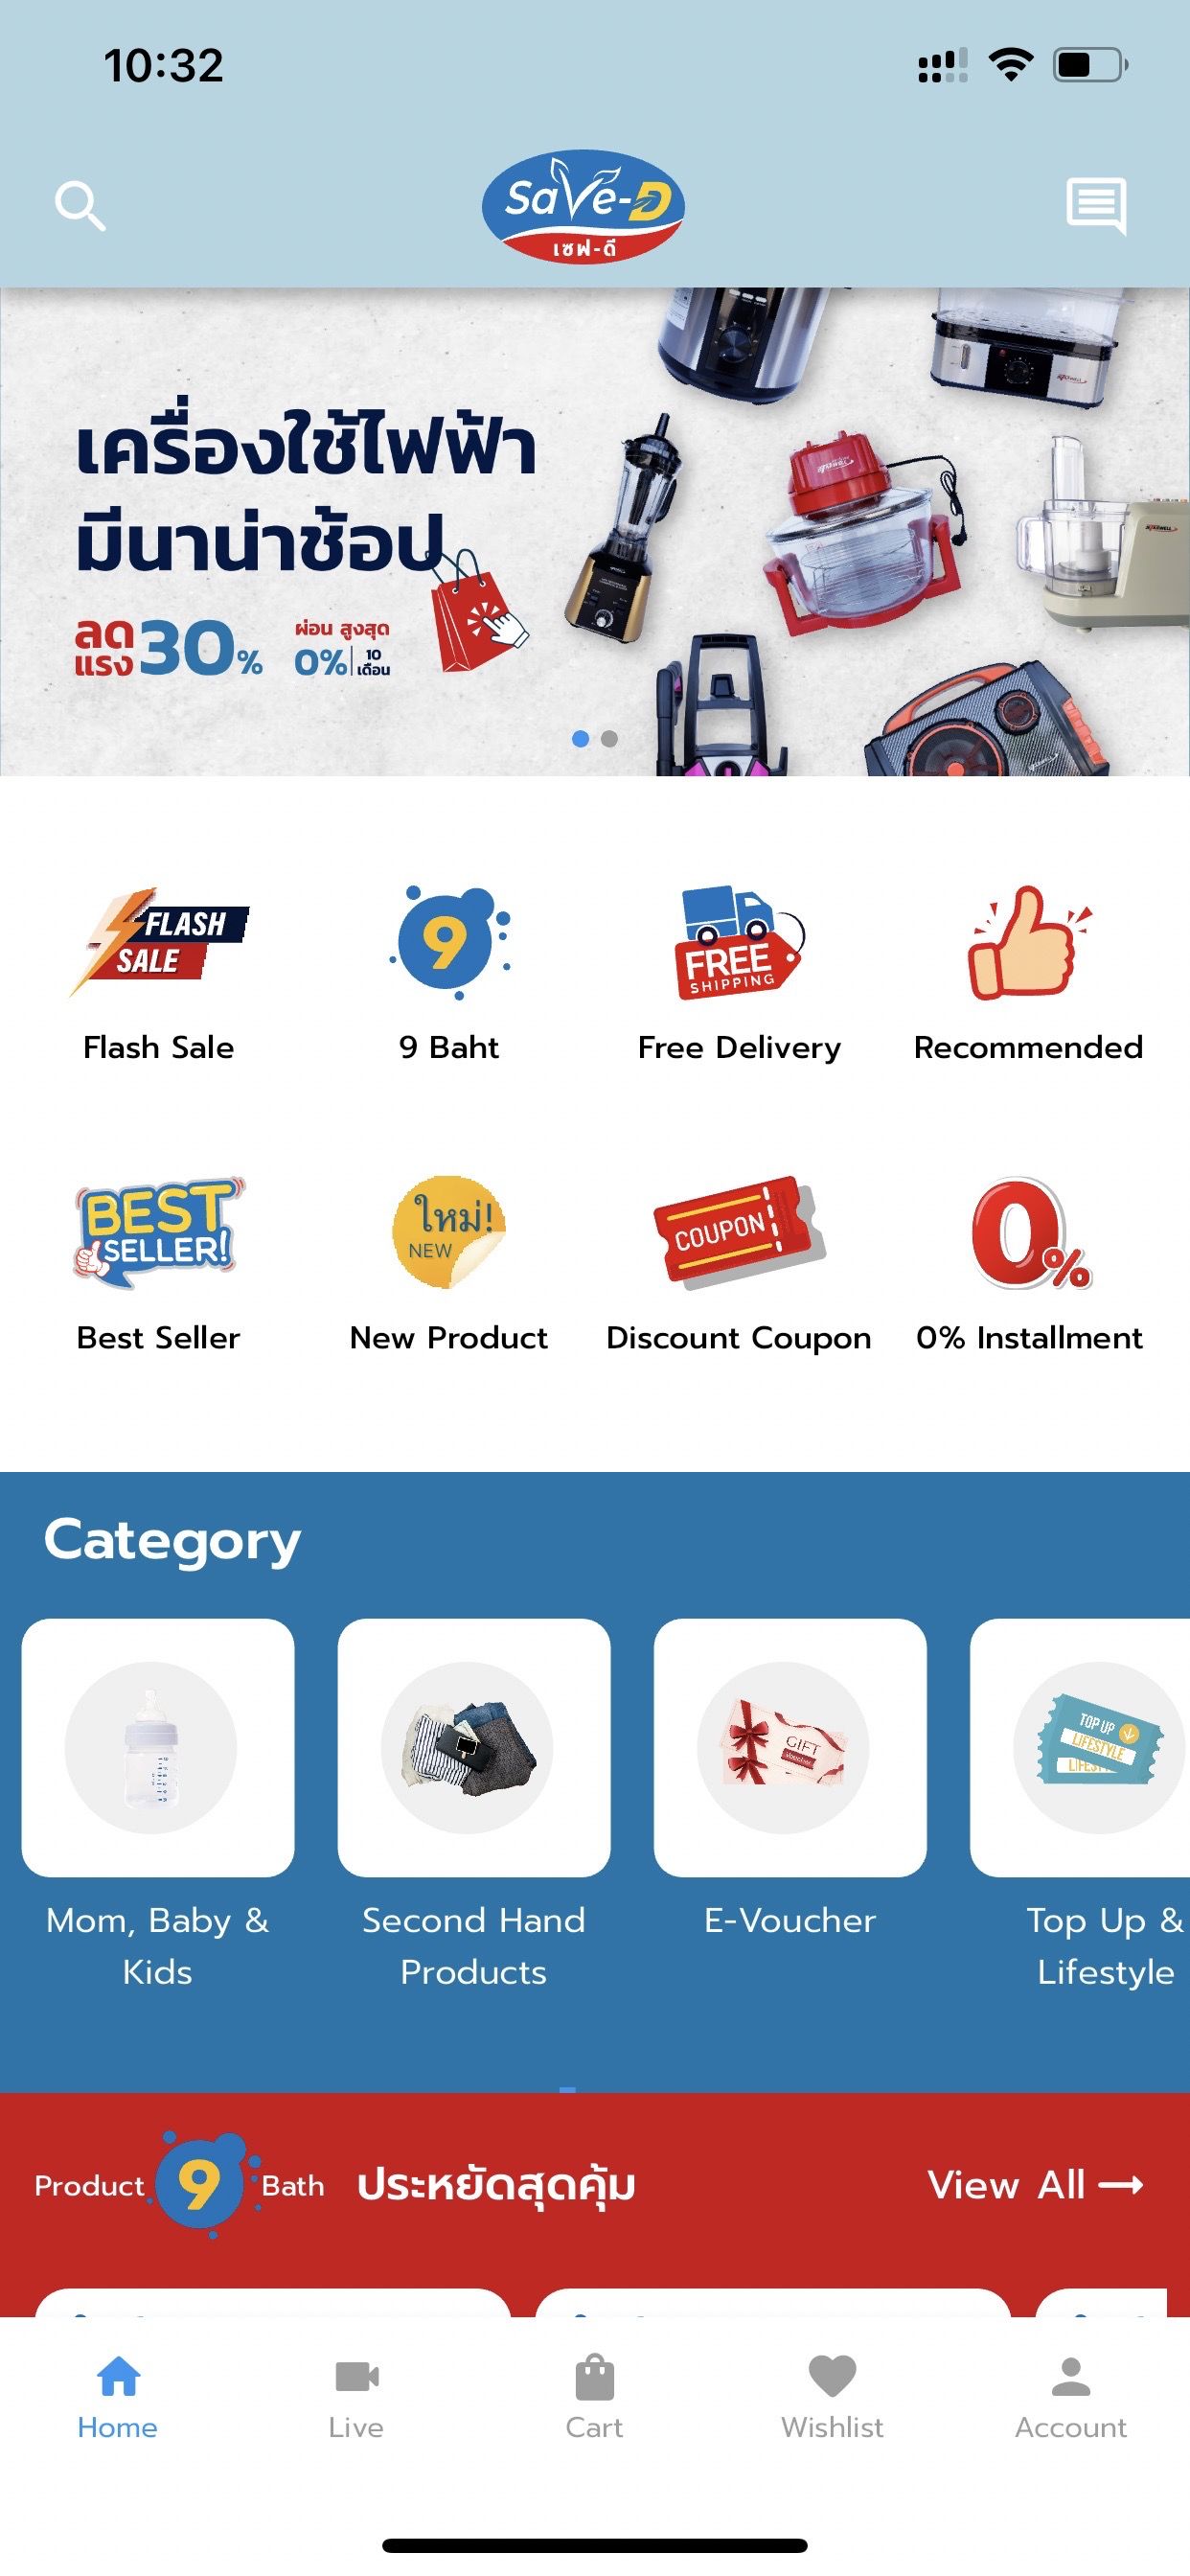 10:32
SaVe-D
เซฟ-ดี
เครื่องใช้ไฟฟ้า
มีนาน่าช้อป
ลดแรง 30% ผ่อน สูงสุด 0% 10 เดือน
FLASH SALE
9
FREE SHIPPING
Flash Sale
9 Baht
Free Delivery
Recommended
BEST SELLER!
ใหม่! NEW
COUPON
0%
Best Seller
New Product
Discount Coupon
0% Installment
Category
GIFT
Voucher
TOP UP
LIFESTYLE
Mom, Baby & Kids
Second Hand Products
E-Voucher
Top Up & Lifestyle
Product 9 Bath ประหยัดสุดคุ้ม View All
Home
Live
Cart
Wishlist
Account